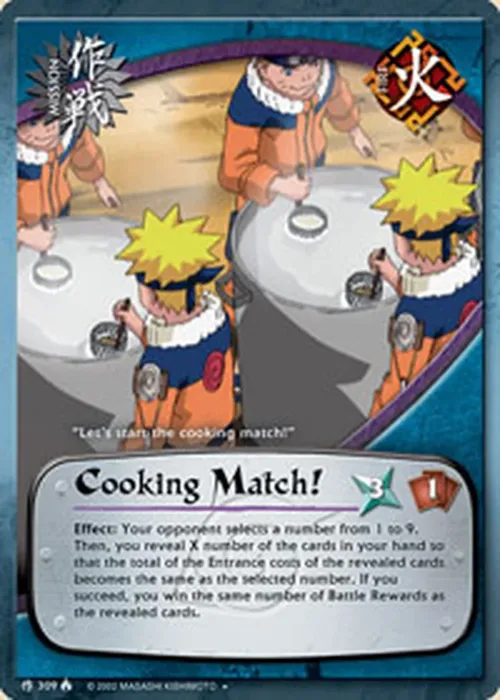 作戦
MISSION
火
FIRE
"Let's start the cooking match!"
Cooking Match!
3
1
Effect: Your opponent selects a number from 1 to 9.
Then, you reveal X number of the cards in your hand so
that the total of the Entrance costs of the revealed cards
becomes the same as the selected number. If you
succeed, you win the same number of Battle Rewards as
the revealed cards.
309 © 2002 MASASHI KISHIMOTO